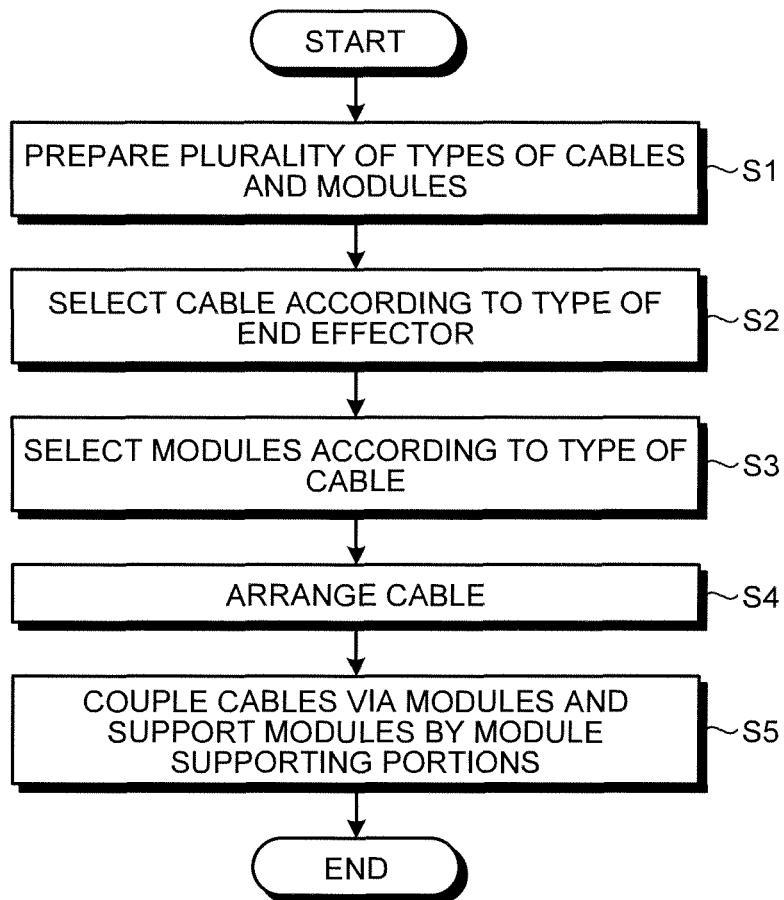 START
PREPARE PLURALITY OF TYPES OF CABLES
AND MODULES
S1
SELECT CABLE ACCORDING TO TYPE OF
END EFFECTOR
S2
SELECT MODULES ACCORDING TO TYPE OF
CABLE
S3
ARRANGE CABLE
S4
COUPLE CABLES VIA MODULES AND
SUPPORT MODULES BY MODULE
SUPPORTING PORTIONS
S5
END